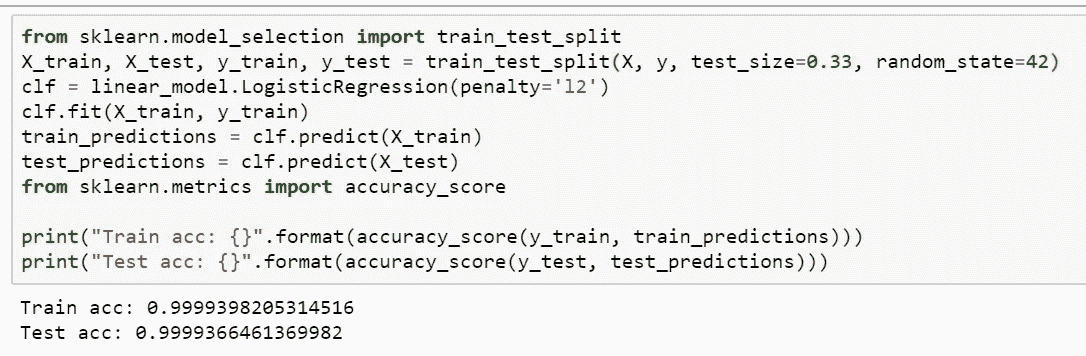 from sklearn.model_selection import train_test_split
X_train, X_test, y_train, y_test = train_test_split(X, y, test_size=0.33, random_state=42)
clf = linear_model.LogisticRegression(penalty='l2')
clf.fit(X_train, y_train)
train_predictions = clf.predict(X_train)
test_predictions = clf.predict(X_test)
from sklearn.metrics import accuracy_score
print("Train acc: {}".format(accuracy_score(y_train, train_predictions)))
print("Test acc: {}".format(accuracy_score(y_test, test_predictions)))
Train acc: 0.9999398205314516
Test acc: 0.9999366461369982